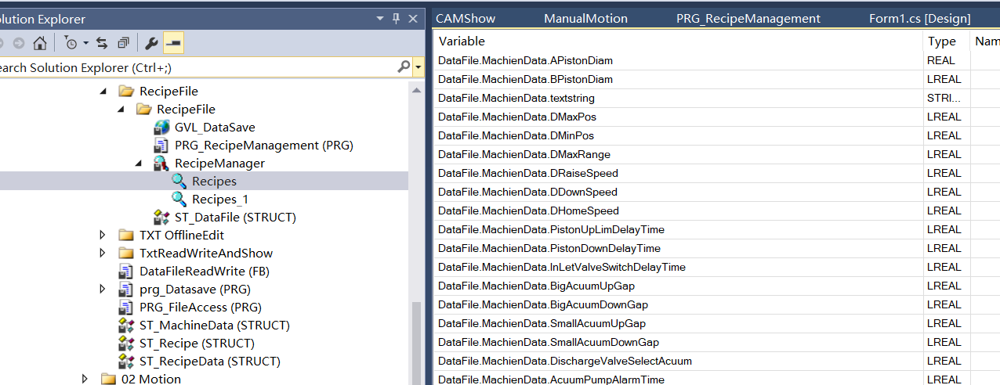 olution Explorer
earch Solution Explorer (Ctrl+;)
RecipeFile
RecipeFile
GVL_DataSave
PRG_RecipeManagement (PRG)
RecipeManager
Recipes
Recipes_1
ST_DataFile (STRUCT)
TXT OfflineEdit
TxtReadWriteAndShow
DataFileReadWrite (FB)
prg_Datasave (PRG)
PRG_FileAccess (PRG)
ST_MachineData (STRUCT)
ST_Recipe (STRUCT)
ST_RecipeData (STRUCT)
02 Motion
CAMShow ManualMotion PRG_RecipeManagement Form1.cs [Design]
Variable Type Nam
DataFile.MachienData.APistonDiam REAL
DataFile.MachienData.BPistonDiam LREAL
DataFile.MachienData.textstring STRI...
DataFile.MachienData.DMaxPos LREAL
DataFile.MachienData.DMinPos LREAL
DataFile.MachienData.DMaxRange LREAL
DataFile.MachienData.DRaiseSpeed LREAL
DataFile.MachienData.DDownSpeed LREAL
DataFile.MachienData.DHomeSpeed LREAL
DataFile.MachienData.PistonUpLimDelayTime LREAL
DataFile.MachienData.PistonDownDelayTime LREAL
DataFile.MachienData.InLetValveSwitchDelayTime LREAL
DataFile.MachienData.BigAcuumUpGap LREAL
DataFile.MachienData.BigAcuumDownGap LREAL
DataFile.MachienData.SmallAcuumUpGap LREAL
DataFile.MachienData.SmallAcuumDownGap LREAL
DataFile.MachienData.DischargeValveSelectAcuum LREAL
DataFile.MachienData.AcuumPumpAlarmTime LREAL